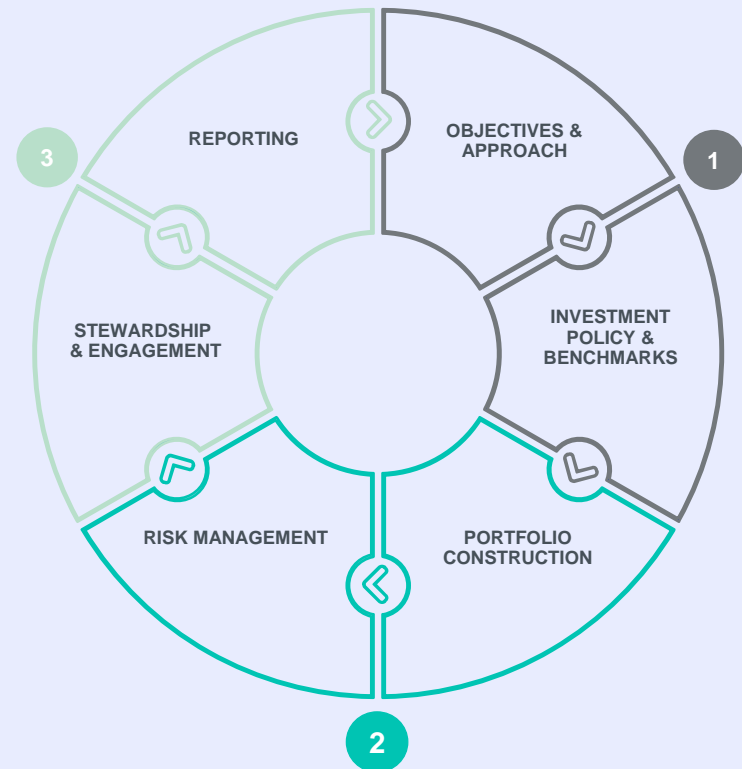 REPORTING
OBJECTIVES &
APPROACH
3
1
STEWARDSHIP
& ENGAGEMENT
INVESTMENT
POLICY &
BENCHMARKS
RISK MANAGEMENT
PORTFOLIO
CONSTRUCTION
2